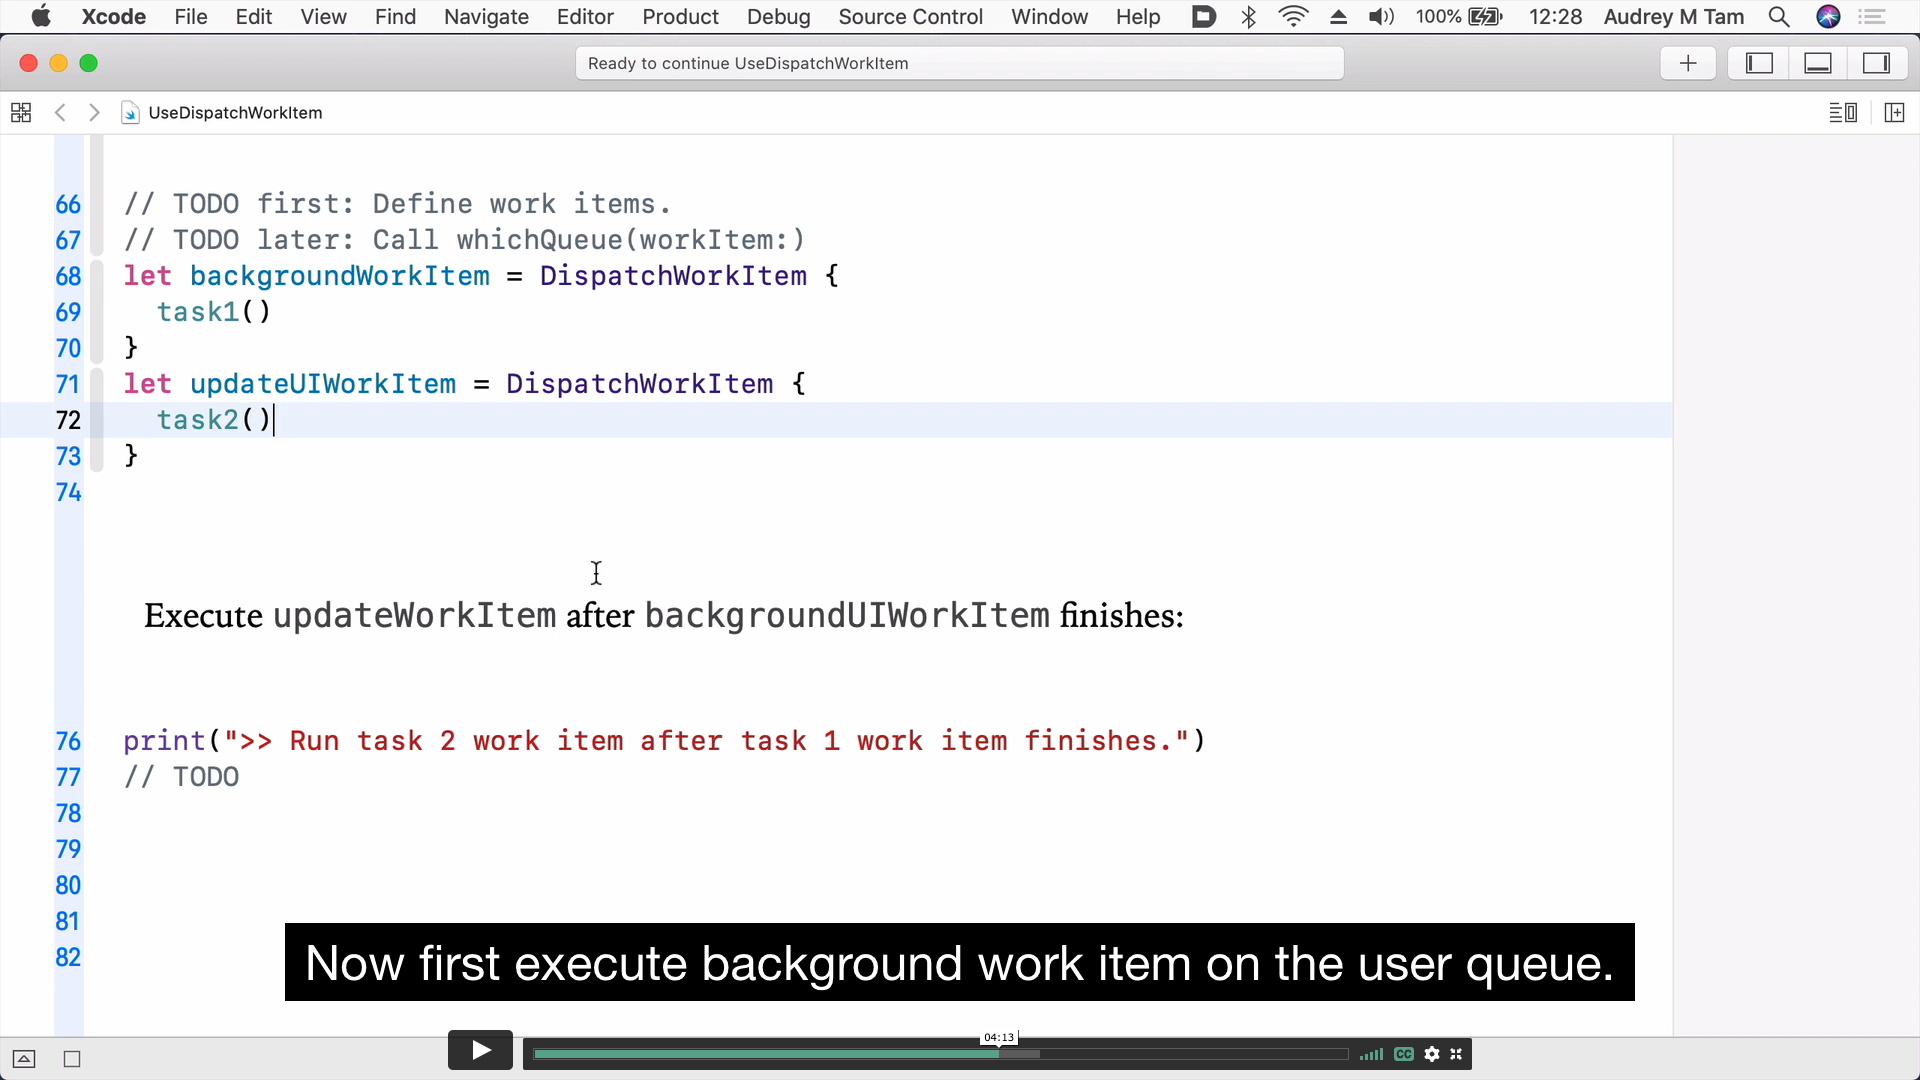 Xcode File Edit View Find Navigate Editor Product Debug Source Control Window Help 100% 12:28 Audrey M Tam
Ready to continue UseDispatchWorkItem
UseDispatchWorkItem
66 // TODO first: Define work items.
67 // TODO later: Call whichQueue(workItem:)
68 let backgroundWorkItem = DispatchWorkItem {
69 task1()
70 }
71 let updateUIWorkItem = DispatchWorkItem {
72 task2()
73 }
74
Execute updateWorkItem after backgroundUIWorkItem finishes:
76 print(">> Run task 2 work item after task 1 work item finishes.")
77 // TODO
78
79
80
81
82
Now first execute background work item on the user queue.
04:13
CC